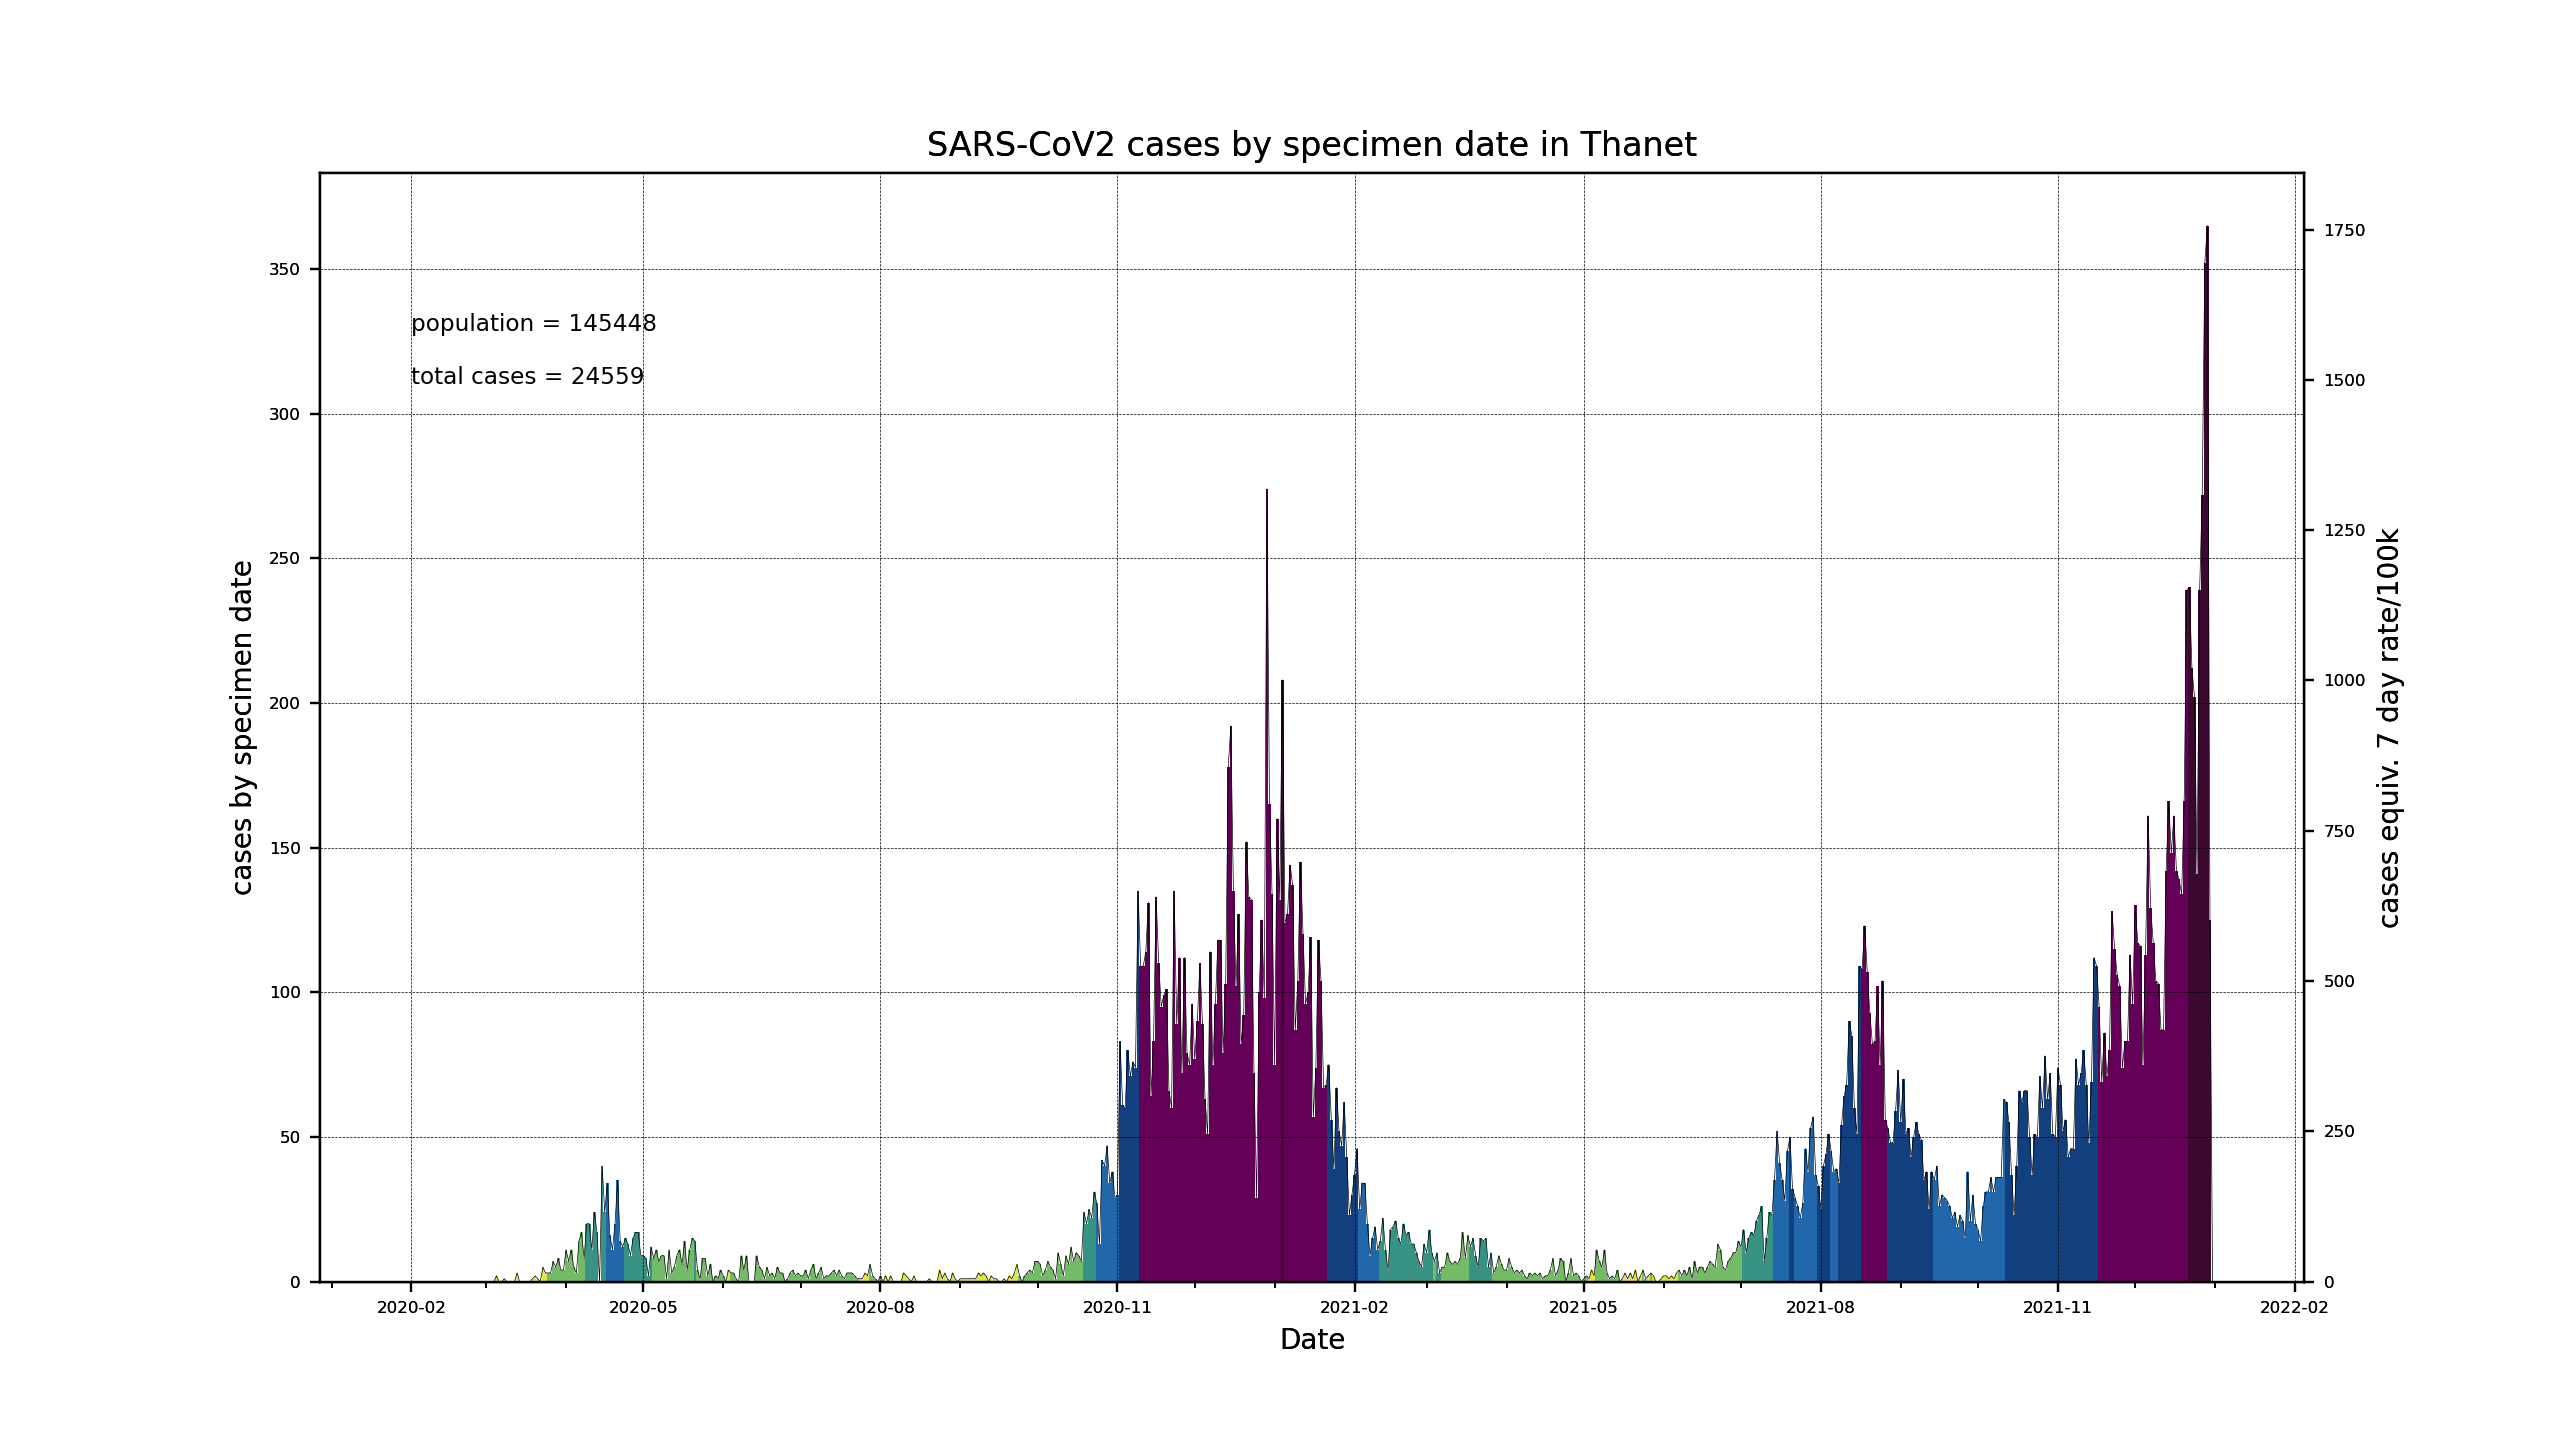 SARS-CoV2 cases by specimen date in Thanet
population = 145448
total cases = 24559
cases by specimen date
350
300
250
200
150
100
50
0
1750
1500
1250
1000
750
500
250
0
cases equiv. 7 day rate/100k
2020-02 2020-05 2020-08 2020-11 2021-02 2021-05 2021-08 2021-11 2022-02
Date